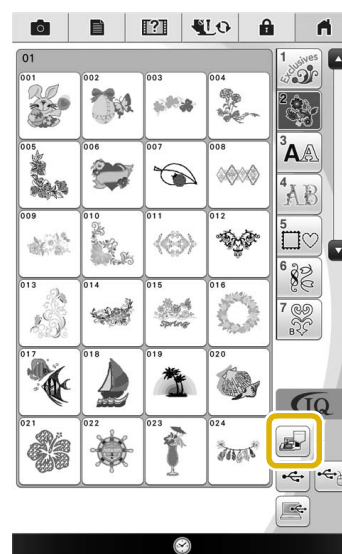 01
1 Exclusives
001 002 003 004
2
3 AAA
005 006 007 008
4 AB
009 010 011 012
5
6
013 014 015 016
Spring
7
B
017 018 019 020
IQ
021 022 023 024